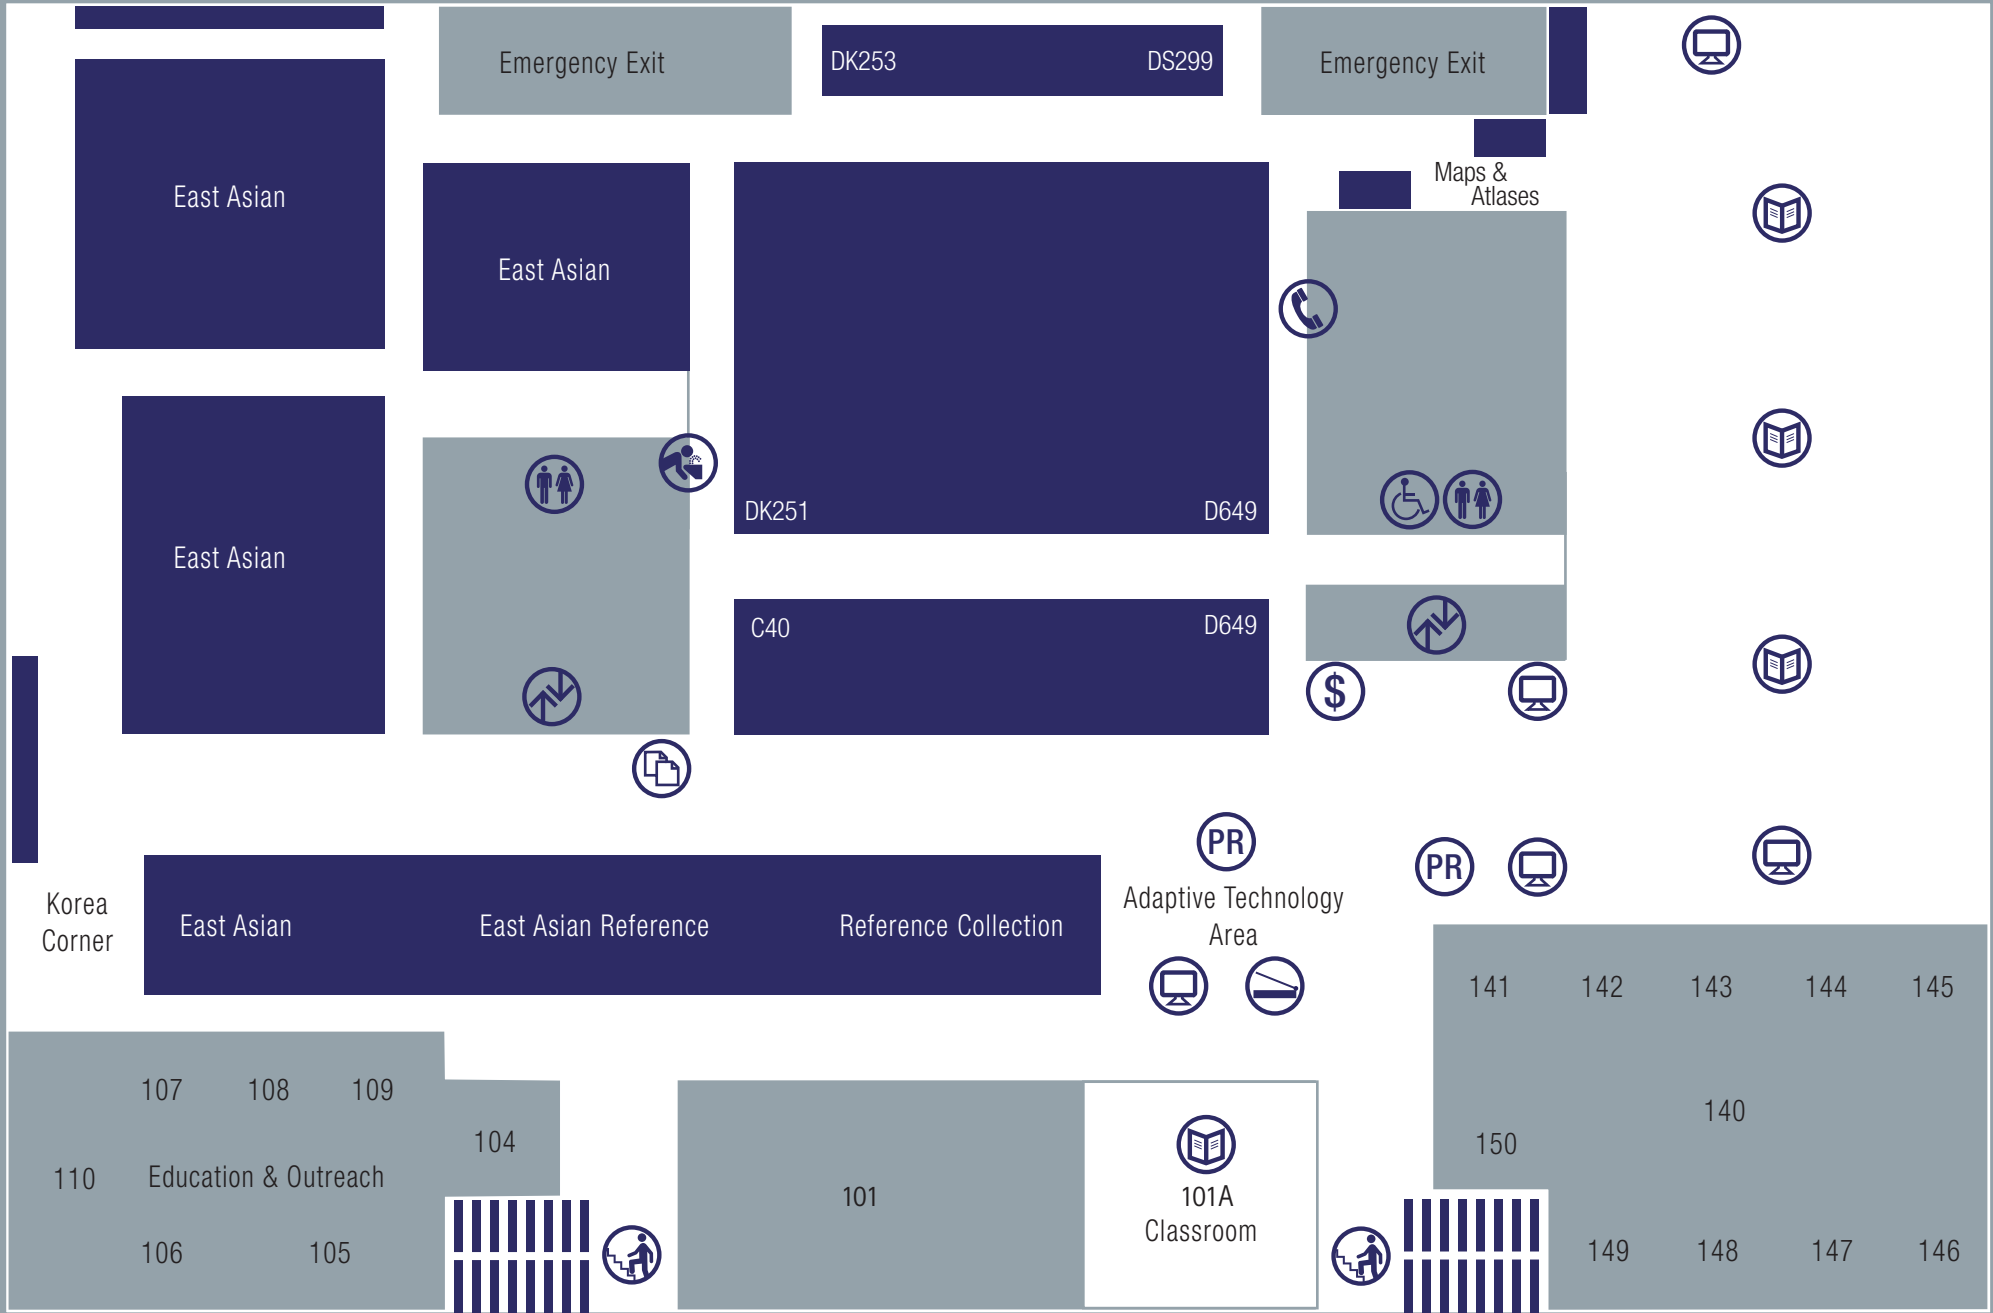 Emergency Exit
DK253
DS299
Emergency Exit
Maps &
Atlases
East Asian
East Asian
DK251
D649
East Asian
C40
D649
$
PR
PR
Korea
Corner
East Asian
East Asian Reference
Reference Collection
Adaptive Technology
Area
141
142
143
144
145
107
108
109
104
140
150
110
Education & Outreach
101
101A
Classroom
106
105
149
148
147
146